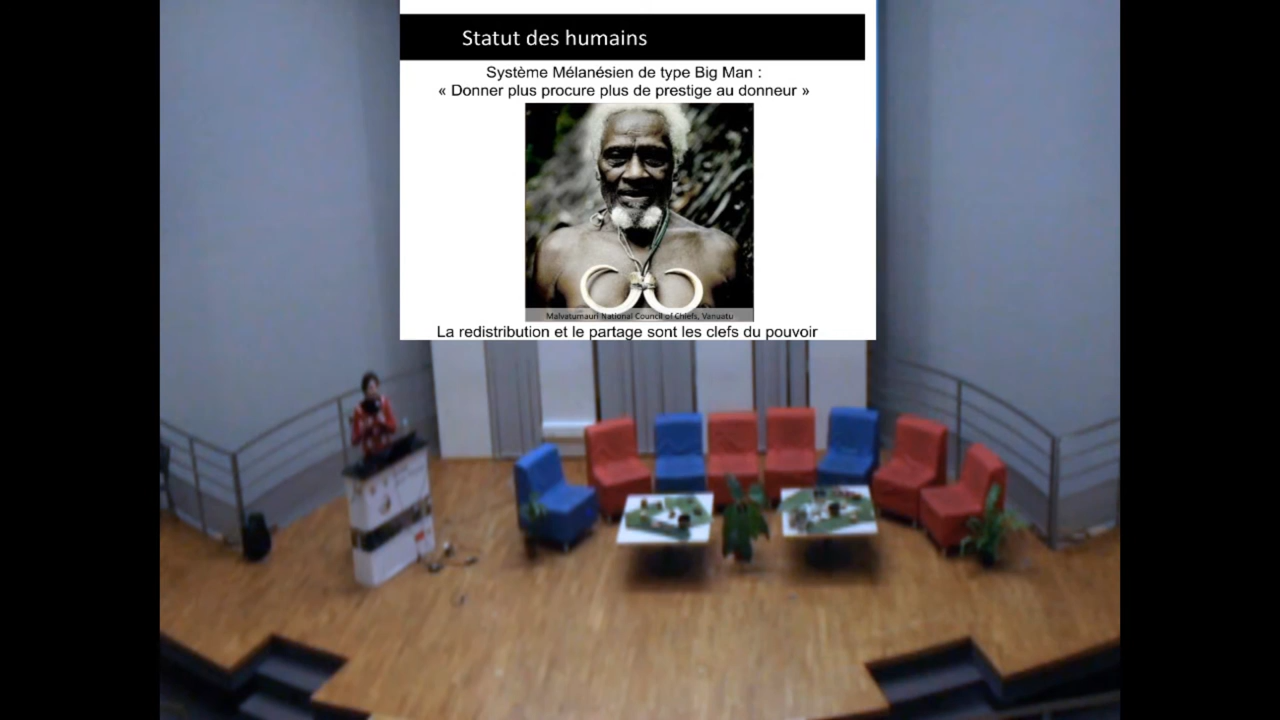 Statut des humains
Système Mélanésien de type Big Man :
« Donner plus procure plus de prestige au donneur »
Malvatumauri National Council of Chiefs, Vanuatu
La redistribution et le partage sont les clefs du pouvoir